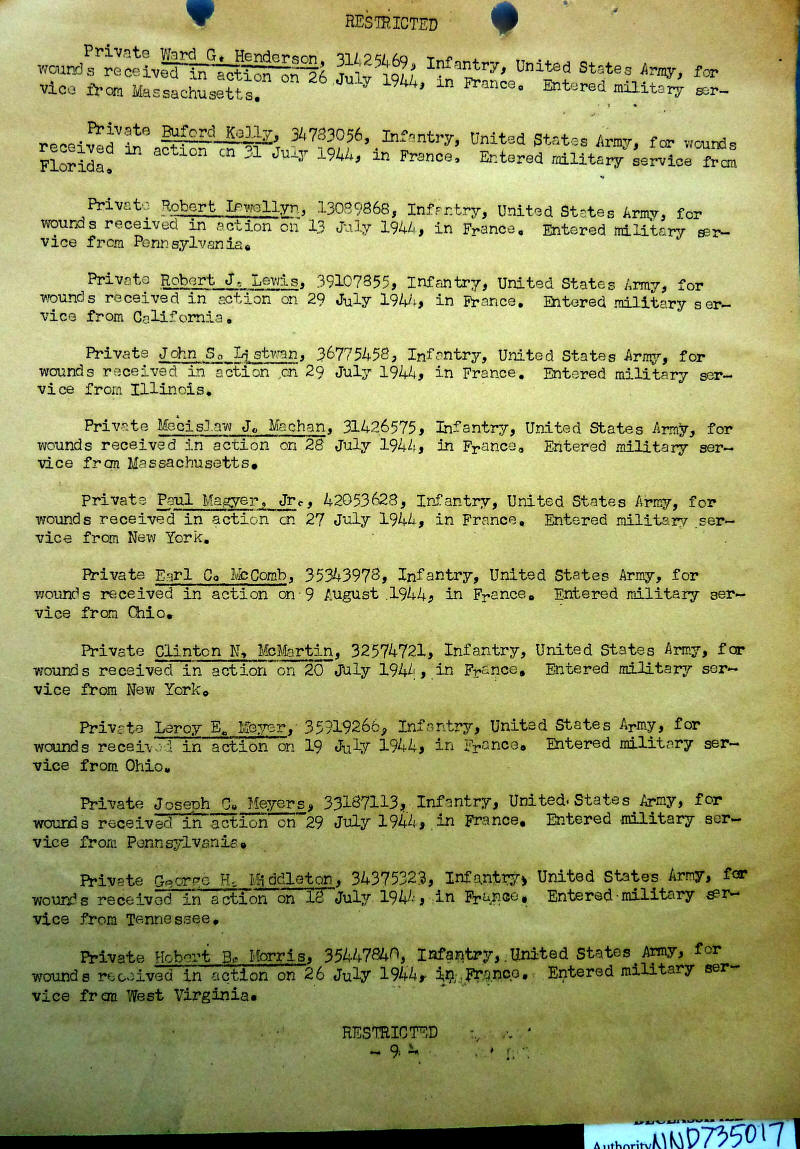 RESTRICTED
Private Ward G. Henderson, 31425469, Infantry, United States Army, for
wounds received in action on 26 July 1944, in France. Entered military ser-
vice from Massachusetts.
Private Buford Kelly, 34783056, Infantry, United States Army, for wounds
received in action on 31 July 1944, in France. Entered military service from
Florida.
Private Robert Lewellyn, 13089868, Infantry, United States Army, for
wounds received in action on 13 July 1944, in France. Entered military ser-
vice from Pennsylvania.
Private Robert J. Lewis, 39107855, Infantry, United States Army, for
wounds received in action on 29 July 1944, in France. Entered military ser-
vice from California.
Private John S. Listwan, 36775458, Infantry, United States Army, for
wounds received in action on 29 July 1944, in France. Entered military ser-
vice from Illinois.
Private Mecislaw J. Machan, 31426575, Infantry, United States Army, for
wounds received in action on 28 July 1944, in France. Entered military ser-
vice from Massachusetts.
Private Paul Magyer, Jr., 42053628, Infantry, United States Army, for
wounds received in action on 27 July 1944, in France. Entered military ser-
vice from New York.
Private Earl C. McComb, 35343978, Infantry, United States Army, for
wounds received in action on 9 August 1944, in France. Entered military ser-
vice from Ohio.
Private Clinton N. McMartin, 32574721, Infantry, United States Army, for
wounds received in action on 20 July 1944, in France. Entered military ser-
vice from New York.
Private Leroy E. Meyer, 35919266, Infantry, United States Army, for
wounds received in action on 19 July 1944, in France. Entered military ser-
vice from Ohio.
Private Joseph C. Meyers, 33187113, Infantry, United States Army, for
wounds received in action on 29 July 1944, in France. Entered military ser-
vice from Pennsylvania.
Private George H. Middleton, 34375323, Infantry, United States Army, for
wounds received in action on 18 July 1944, in France. Entered military ser-
vice from Tennessee.
Private Hobert B. Morris, 35447840, Infantry, United States Army, for
wounds received in action on 26 July 1944, in France. Entered military ser-
vice from West Virginia.
RESTRICTED
- 9 -
DECLASSIFIED
Authority NND735017